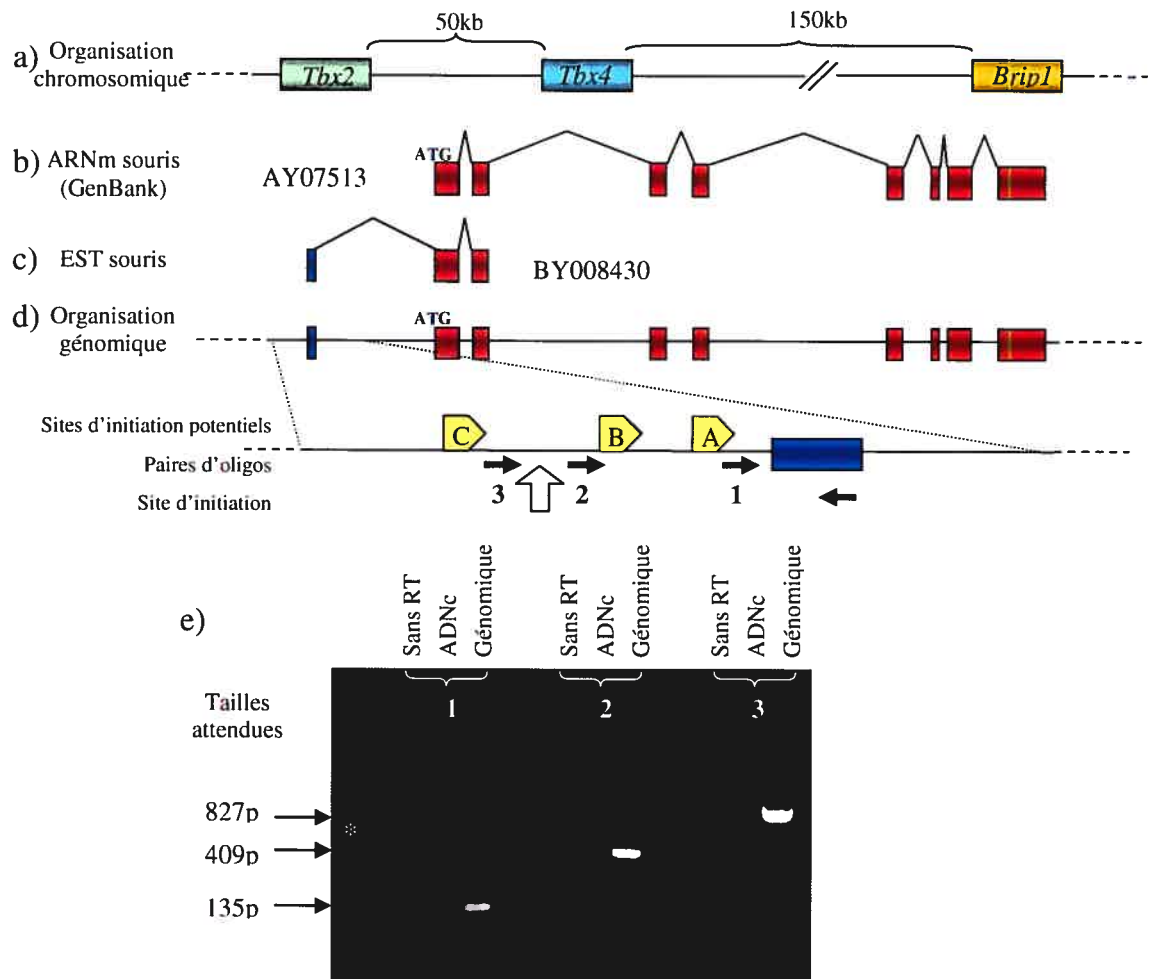 50kb
150kb
a) Organisation chromosomique
Tbx2
Tbx4
Brip1
b) ARNm souris (GenBank)
AY07513
ATG
c) EST souris
BY008430
d) Organisation génomique
ATG
Sites d'initiation potentiels
C
B
A
Paires d'oligos
3
2
1
Site d'initiation
e)
Sans RT
ADNc
Génomique
Sans RT
ADNc
Génomique
Sans RT
ADNc
Génomique
1
2
3
Tailles attendues
827p
*
409p
135p